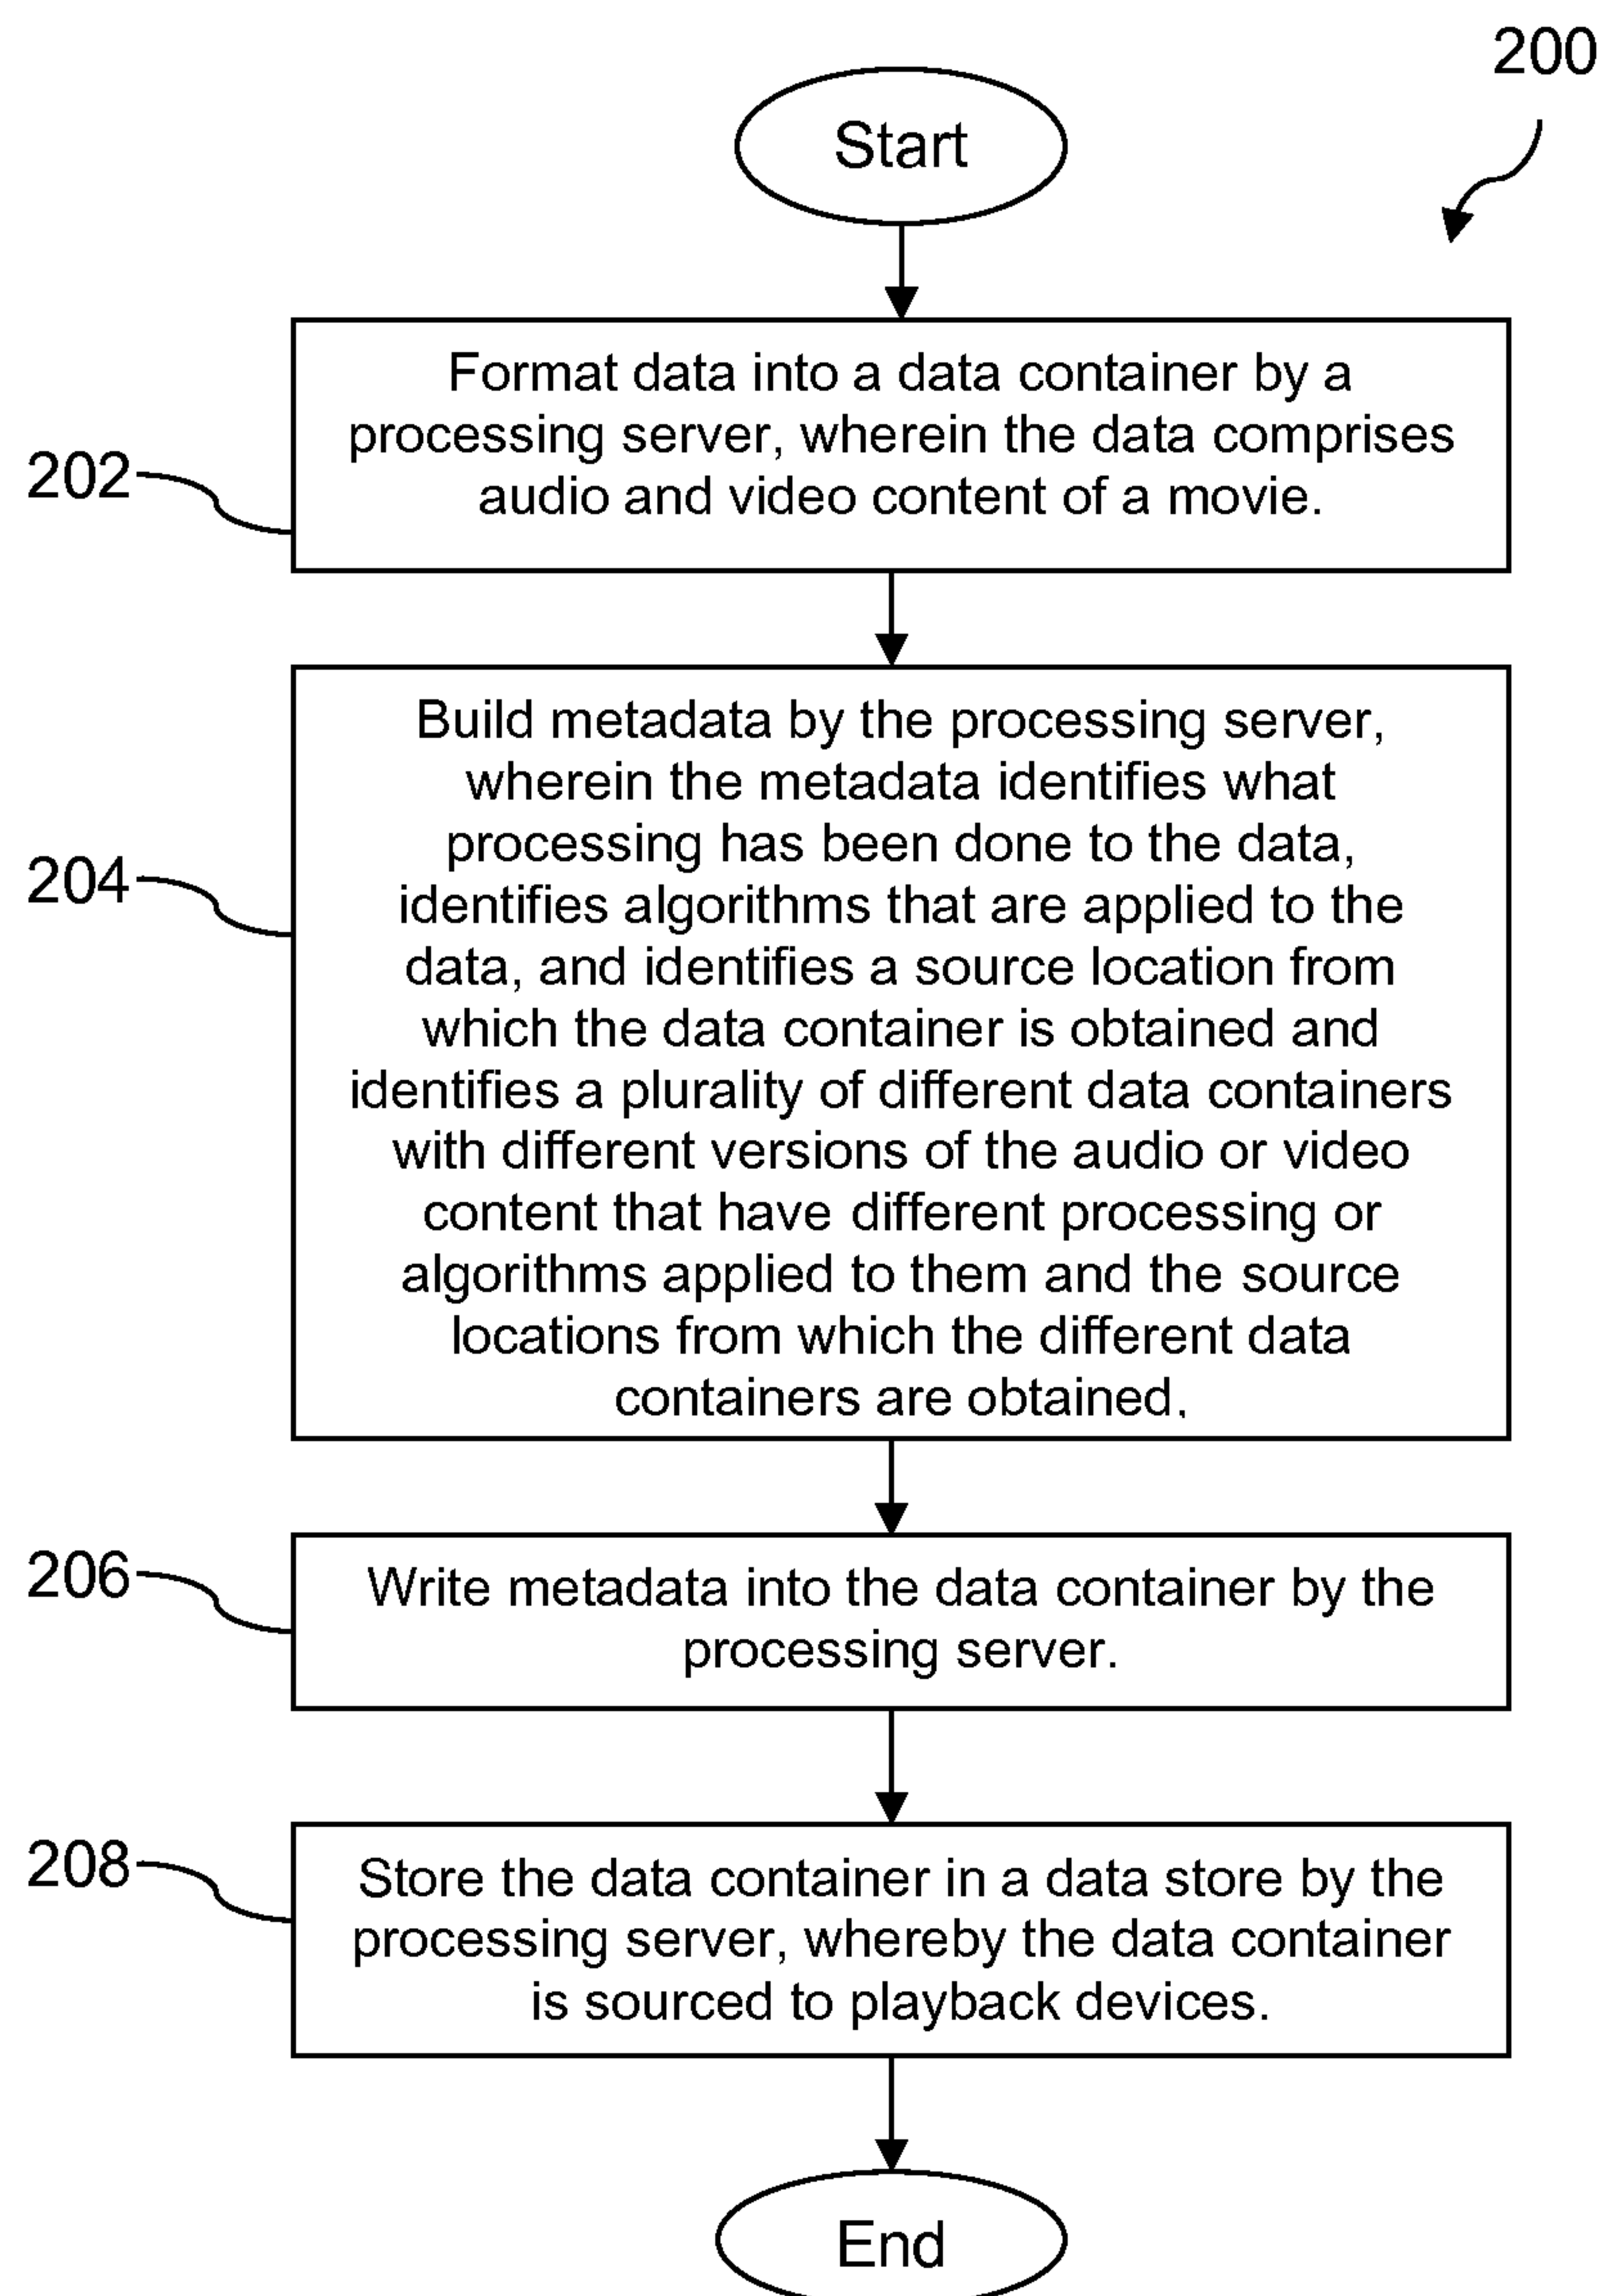 200
Start
Format data into a data container by a
processing server, wherein the data comprises
audio and video content of a movie.
202
Build metadata by the processing server,
wherein the metadata identifies what
processing has been done to the data,
identifies algorithms that are applied to the
data, and identifies a source location from
which the data container is obtained and
identifies a plurality of different data containers
with different versions of the audio or video
content that have different processing or
algorithms applied to them and the source
locations from which the different data
containers are obtained,
204
Write metadata into the data container by the
processing server.
206
Store the data container in a data store by the
processing server, whereby the data container
is sourced to playback devices.
208
End